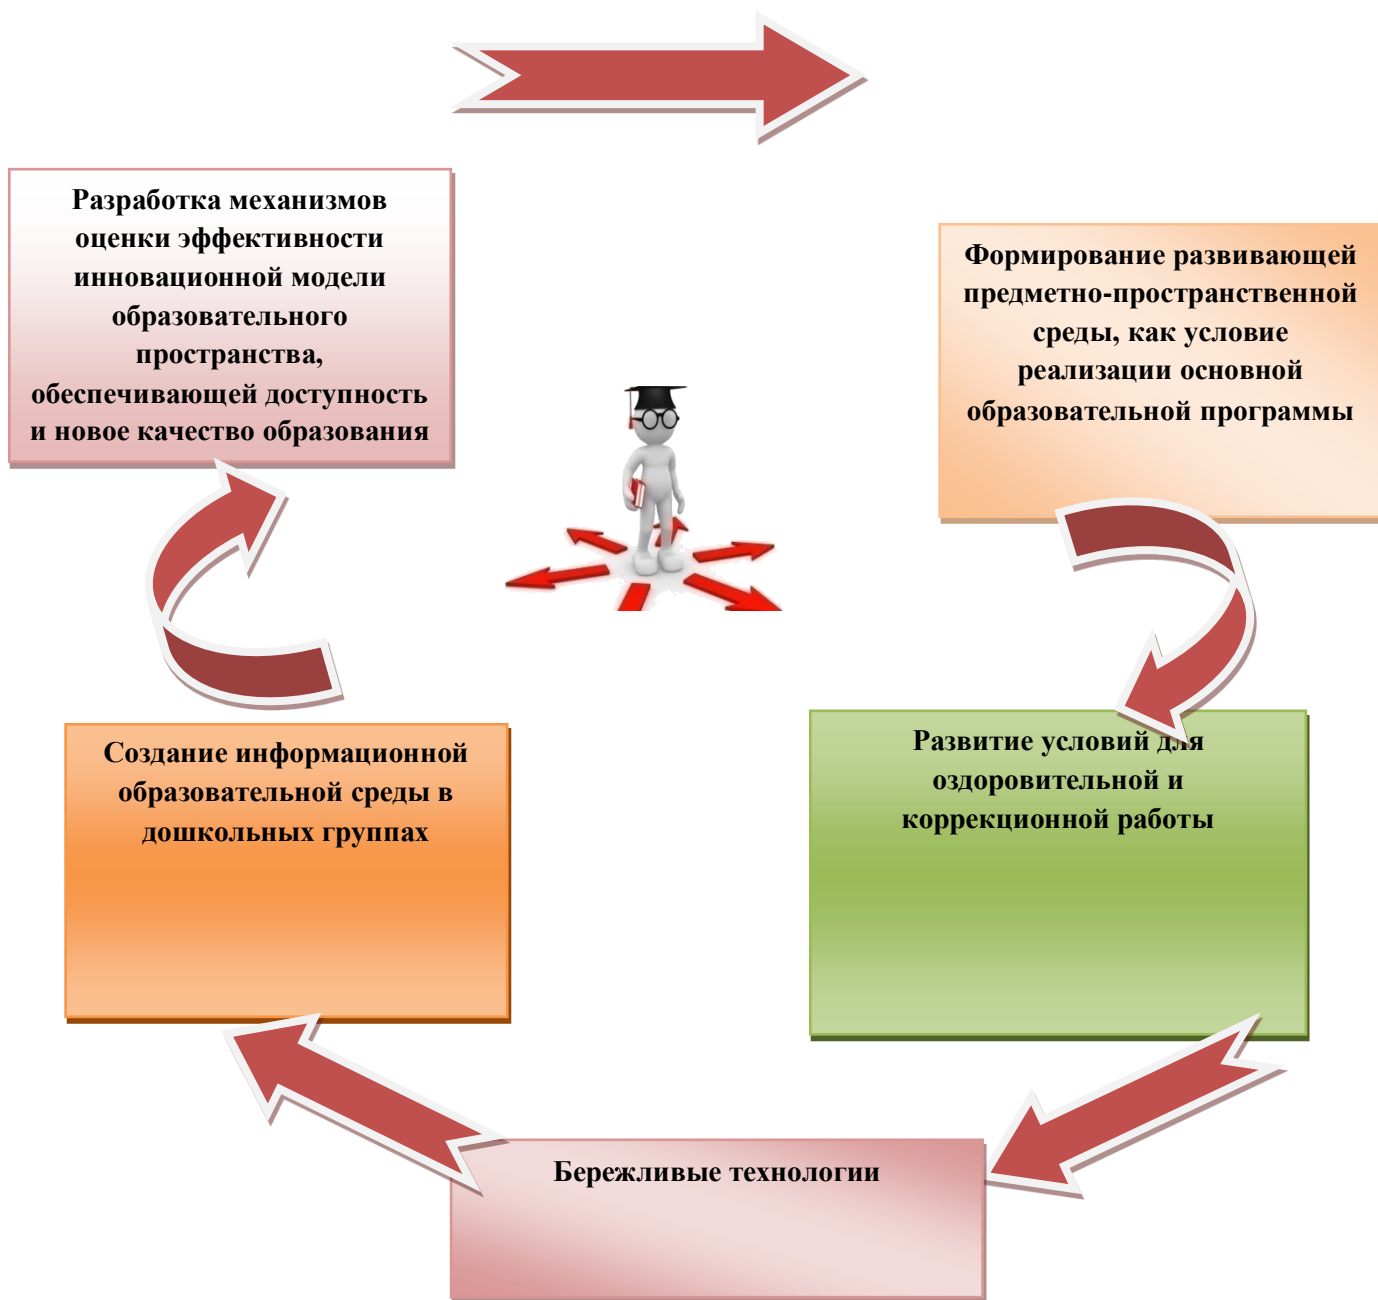 Разработка механизмов
оценки эффективности
инновационной модели
образовательного
пространства,
обеспечивающей доступность
и новое качество образования
Формирование развивающей
предметно-пространственной
среды, как условие
реализации основной
образовательной программы
Создание информационной
образовательной среды в
дошкольных группах
Развитие условий для
оздоровительной и
коррекционной работы
Бережливые технологии